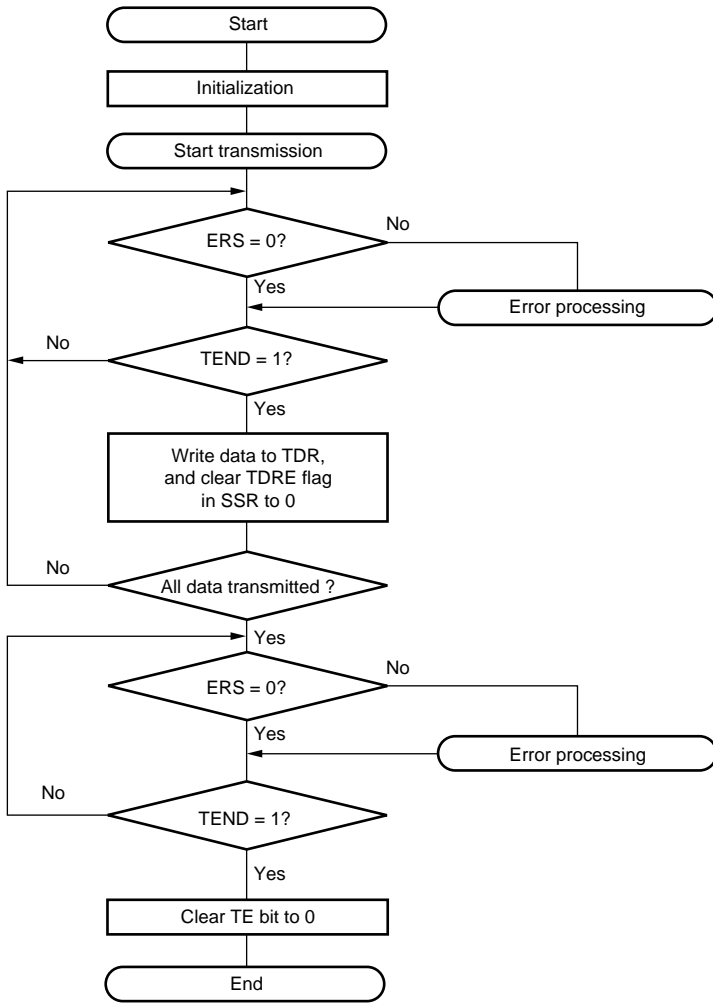 Start
Initialization
Start transmission
ERS = 0?
No
Yes
Error processing
No
TEND = 1?
Yes
Write data to TDR,
and clear TDRE flag
in SSR to 0
No
All data transmitted ?
Yes
ERS = 0?
No
Yes
Error processing
No
TEND = 1?
Yes
Clear TE bit to 0
End